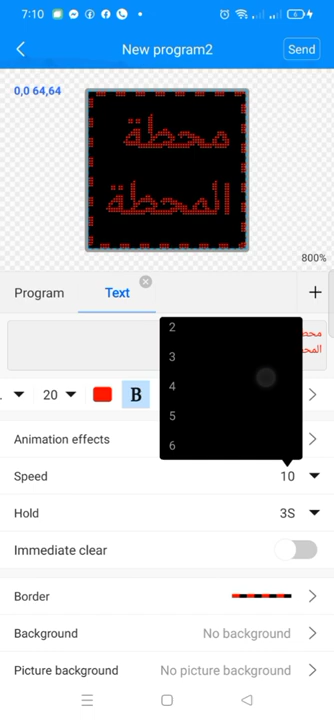 7:10
New program2
Send
0,0 64,64
محطة
المحطة
800%
Program
Text
2
3
4
5
6
20
B
Animation effects
Speed
10
Hold
3S
Immediate clear
Border
Background
No background
Picture background
No picture background